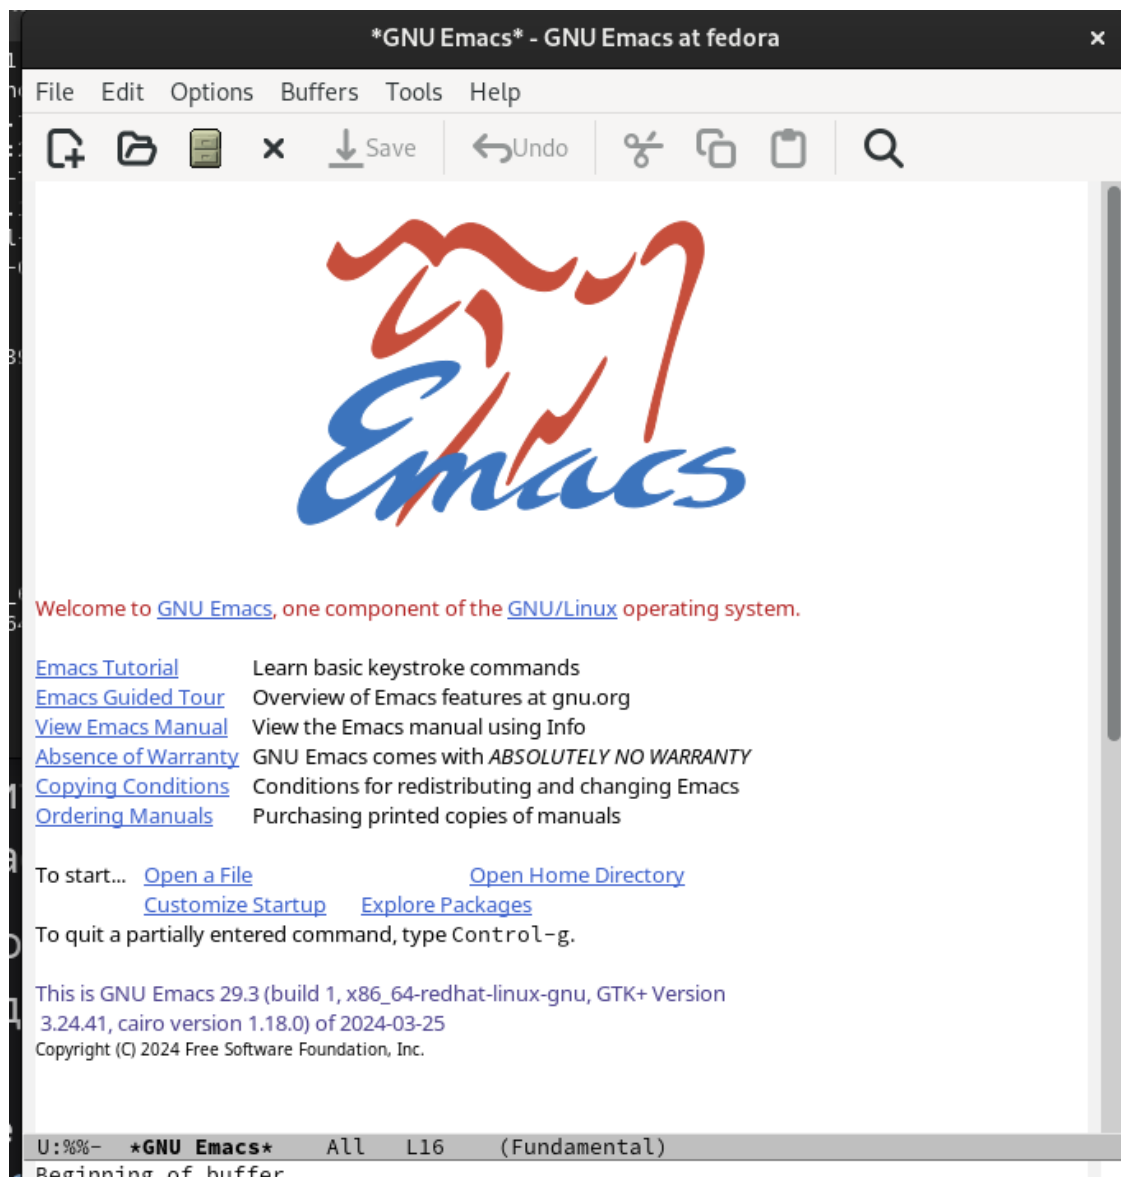 *GNU Emacs* - GNU Emacs at fedora
File Edit Options Buffers Tools Help
Save Undo
Emacs
Welcome to GNU Emacs, one component of the GNU/Linux operating system.
Emacs Tutorial Learn basic keystroke commands
Emacs Guided Tour Overview of Emacs features at gnu.org
View Emacs Manual View the Emacs manual using Info
Absence of Warranty GNU Emacs comes with ABSOLUTELY NO WARRANTY
Copying Conditions Conditions for redistributing and changing Emacs
Ordering Manuals Purchasing printed copies of manuals
To start... Open a File Open Home Directory
Customize Startup Explore Packages
To quit a partially entered command, type Control-g.
This is GNU Emacs 29.3 (build 1, x86_64-redhat-linux-gnu, GTK+ Version
3.24.41, cairo version 1.18.0) of 2024-03-25
Copyright (C) 2024 Free Software Foundation, Inc.
U:%%- *GNU Emacs* All L16 (Fundamental)
Beginning of buffer